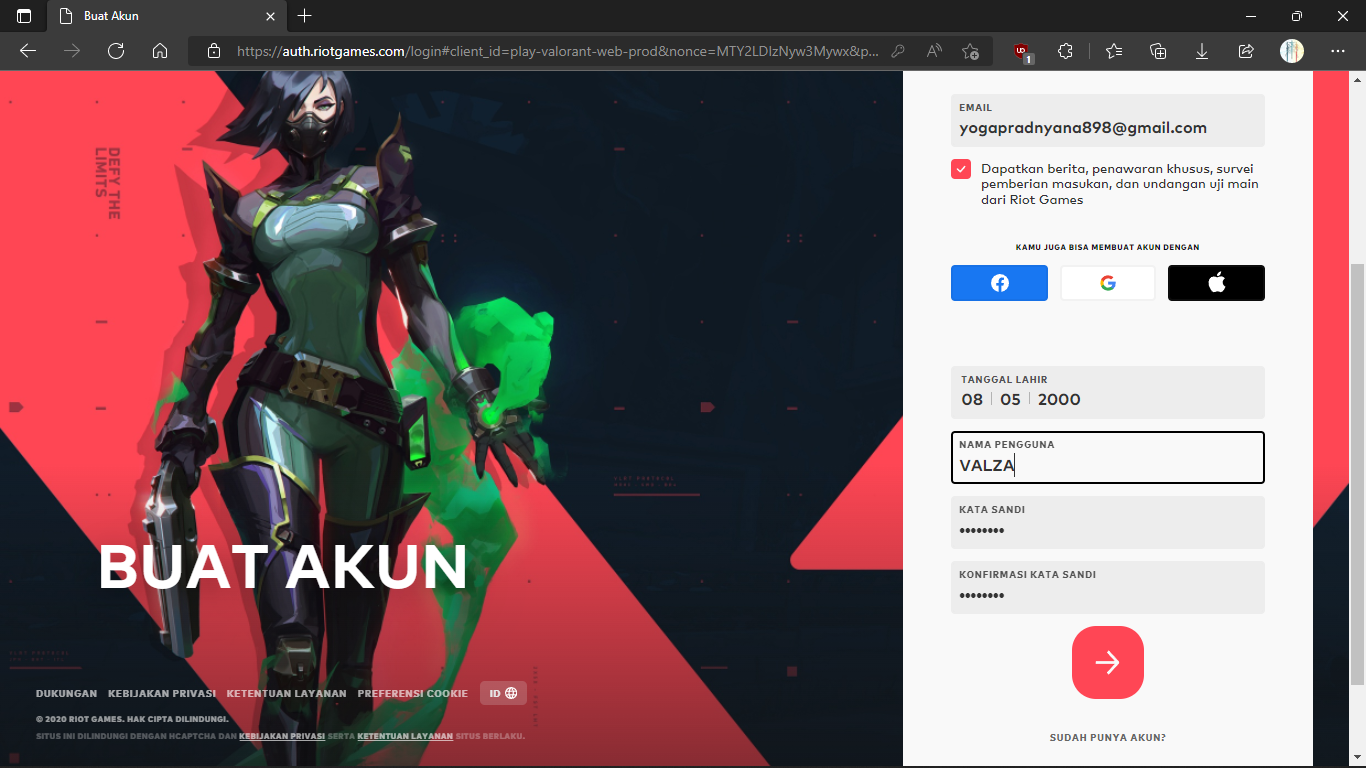 Buat Akun
https://auth.riotgames.com/login#client_id=play-valorant-web-prod&nonce=MTY2LDIzNyw3Mywx&p...
1
DEFY THE
LIMITS
BUAT AKUN
DUKUNGAN KEBIJAKAN PRIVASI KETENTUAN LAYANAN PREFERENSI COOKIE ID
© 2020 RIOT GAMES. HAK CIPTA DILINDUNGI.
SITUS INI DILINDUNGI DENGAN HCAPTCHA DAN KEBIJAKAN PRIVASI SERTA KETENTUAN LAYANAN SITUS BERLAKU.
EMAIL
yogapradnyana898@gmail.com
Dapatkan berita, penawaran khusus, survei
pemberian masukan, dan undangan uji main
dari Riot Games
KAMU JUGA BISA MEMBUAT AKUN DENGAN
TANGGAL LAHIR
08 05 2000
NAMA PENGGUNA
VALZA
KATA SANDI
••••••••
KONFIRMASI KATA SANDI
••••••••
SUDAH PUNYA AKUN?